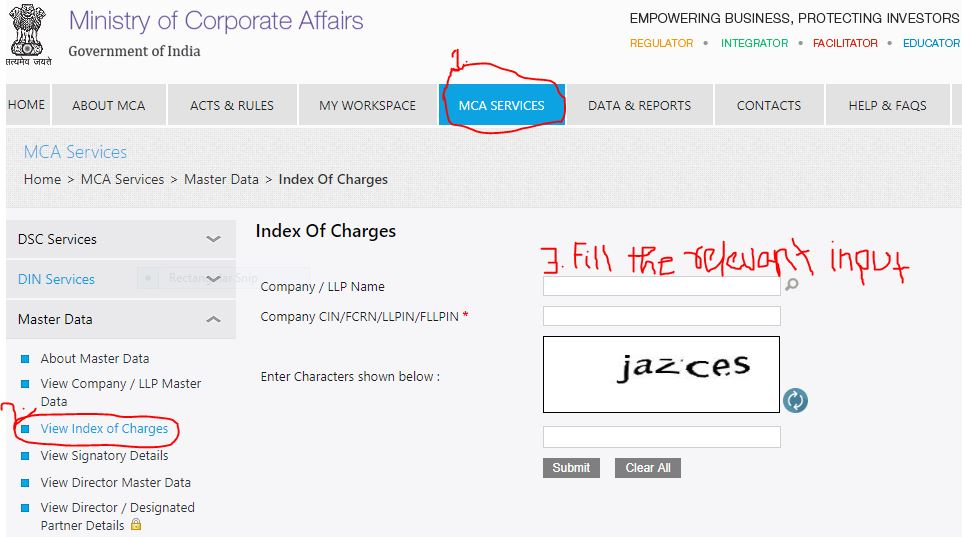 Ministry of Corporate Affairs
Government of India
सत्यमेव जयते
EMPOWERING BUSINESS, PROTECTING INVESTORS
REGULATOR • INTEGRATOR • FACILITATOR • EDUCATOR
1.
HOME ABOUT MCA ACTS & RULES MY WORKSPACE MCA SERVICES DATA & REPORTS CONTACTS HELP & FAQS
MCA Services
Home > MCA Services > Master Data > Index Of Charges
DSC Services
DIN Services
Rectangular Snip
Master Data
About Master Data
View Company / LLP Master
Data
2.
View Index of Charges
View Signatory Details
View Director Master Data
View Director / Designated
Partner Details
Index Of Charges
3. Fill the relevant input
Company / LLP Name
Company CIN/FCRN/LLPIN/FLLPIN *
Enter Characters shown below :
jazces
Submit Clear All